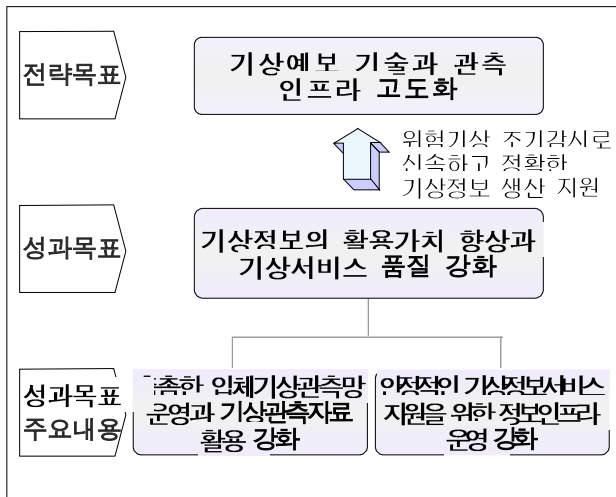 전략목표
기상예보 기술과 관측
인프라 고도화
위험기상 조기감시로
신속하고 정확한
기상정보 생산 지원
성과목표
기상정보의 활용가치 향상과
기상서비스 품질 강화
성과목표
주요내용
입체기상관측망
운영과 기상관측자료
활용 강화
안정적인 기상정보서비스
지원을 위한 정보인프라
운영 강화